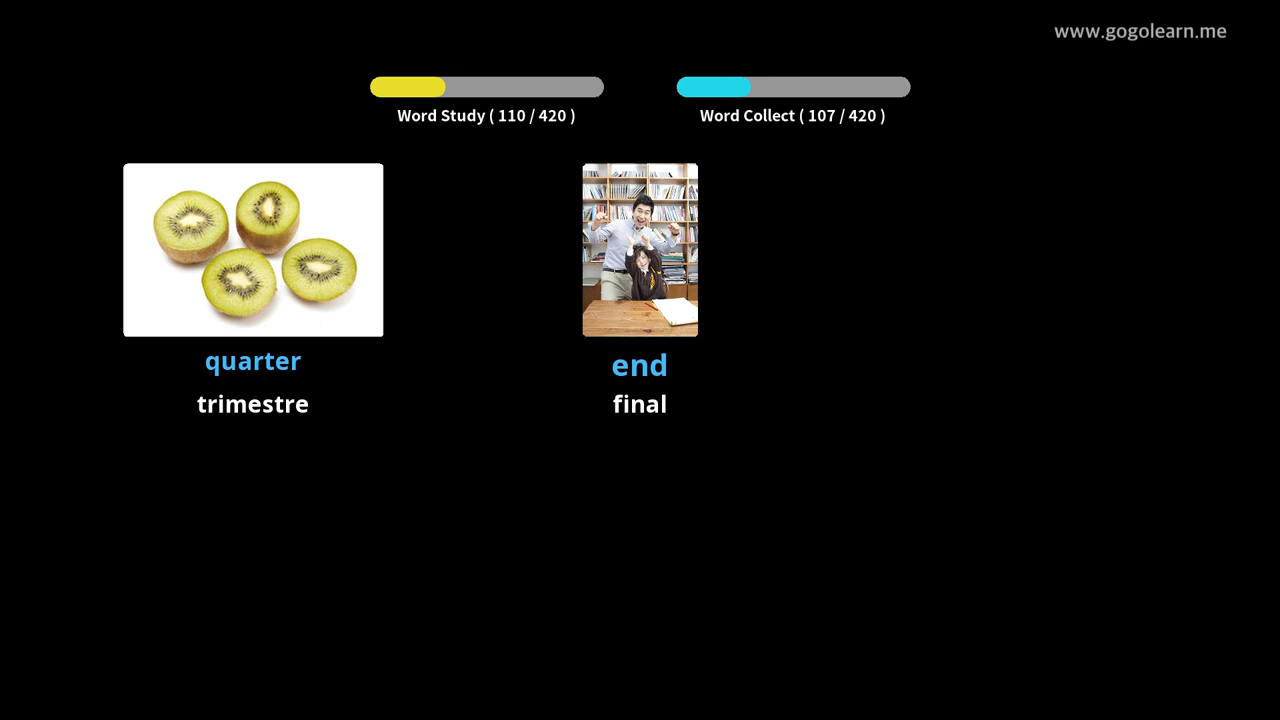 www.gogolearn.me
Word Study ( 110 / 420 )
Word Collect ( 107 / 420 )
quarter
trimestre
end
final